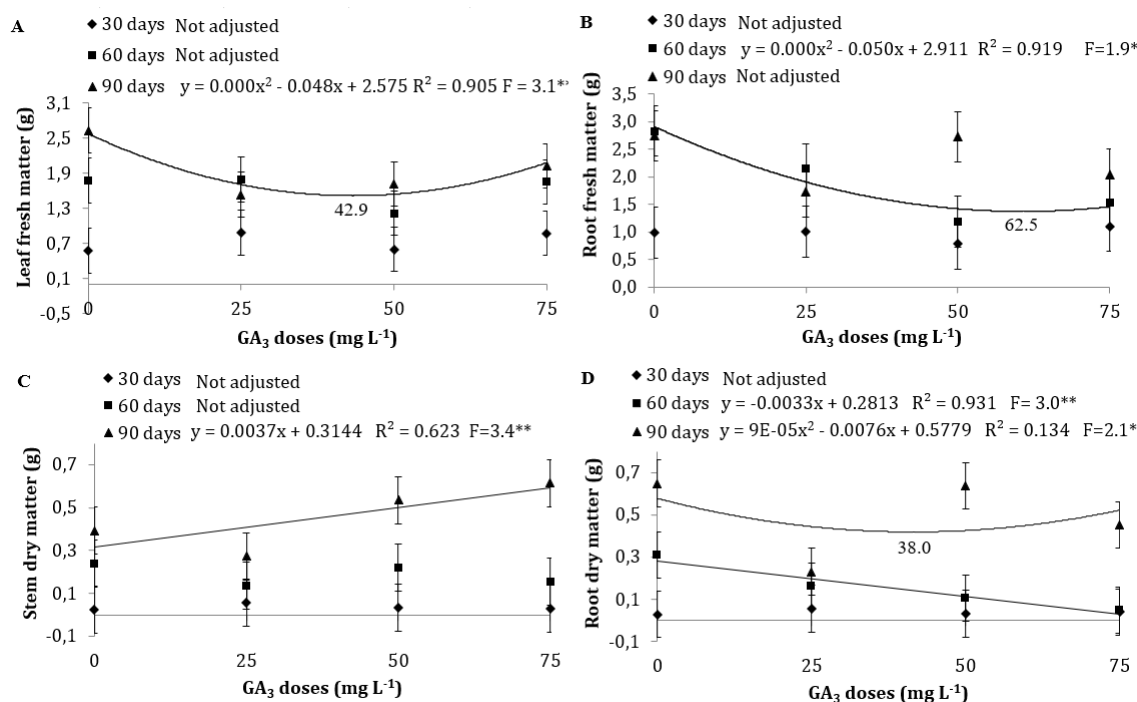 A
◆ 30 days Not adjusted
■ 60 days Not adjusted
▲ 90 days y = 0.000x² - 0.048x + 2.575 R² = 0.905 F = 3.1*
Leaf fresh matter (g)
3,1
2,5
1,9
1,3
0,7
0,1
-0,5
42.9
0 25 50 75
GA₃ doses (mg L⁻¹)
B
◆ 30 days Not adjusted
■ 60 days y = 0.000x² - 0.050x + 2.911 R² = 0.919 F=1.9*
▲ 90 days Not adjusted
Root fresh matter (g)
3,5
3,0
2,5
2,0
1,5
1,0
0,5
0,0
62.5
0 25 50 75
GA₃ doses (mg L⁻¹)
C
◆ 30 days Not adjusted
■ 60 days Not adjusted
▲ 90 days y = 0.0037x + 0.3144 R² = 0.623 F=3.4**
Stem dry matter (g)
0,7
0,5
0,3
0,1
-0,1
0 25 50 75
GA₃ doses (mg L⁻¹)
D
◆ 30 days Not adjusted
■ 60 days y = -0.0033x + 0.2813 R² = 0.931 F= 3.0**
▲ 90 days y = 9E-05x² - 0.0076x + 0.5779 R² = 0.134 F=2.1*
Root dry matter (g)
0,7
0,5
0,3
0,1
-0,1
38.0
0 25 50 75
GA₃ doses (mg L⁻¹)